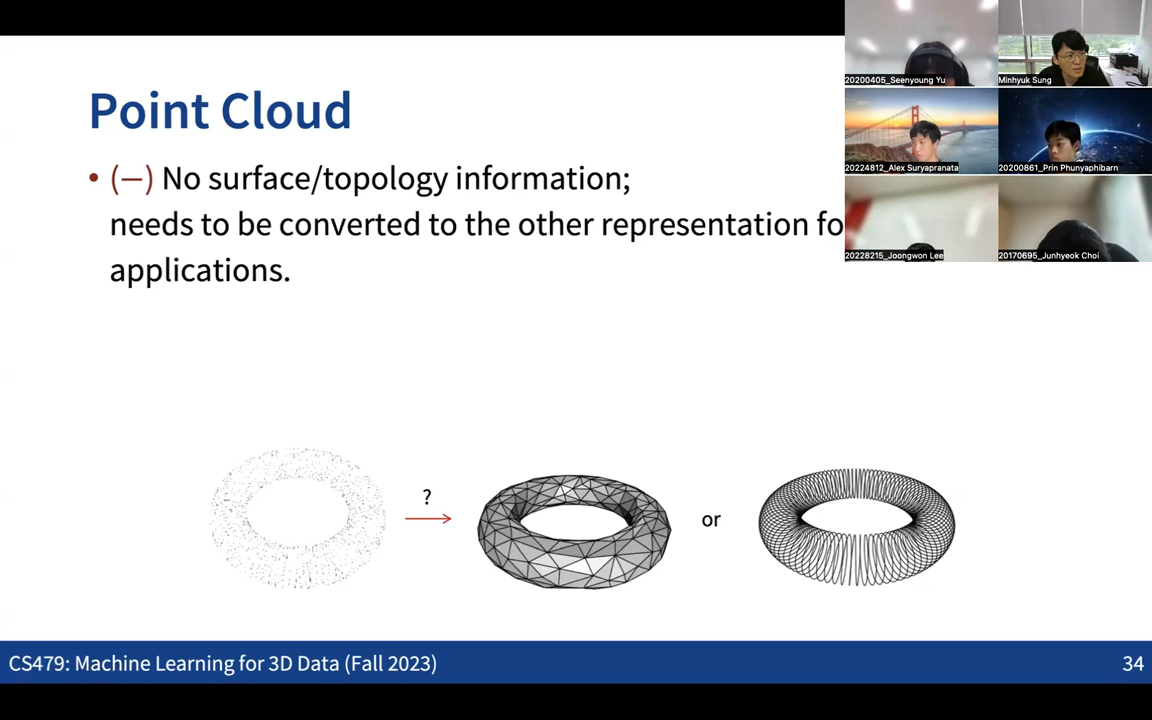 Point Cloud
• (−) No surface/topology information;
needs to be converted to the other representation fo
applications.
?
or
CS479: Machine Learning for 3D Data (Fall 2023)
34
20200405_Seenyoung Yu
Minhyuk Sung
20224812_Alex Suryapranata
20200861_Prin Phunyaphibarn
20228215_Joongwon Lee
20170695_Junhyeok Choi